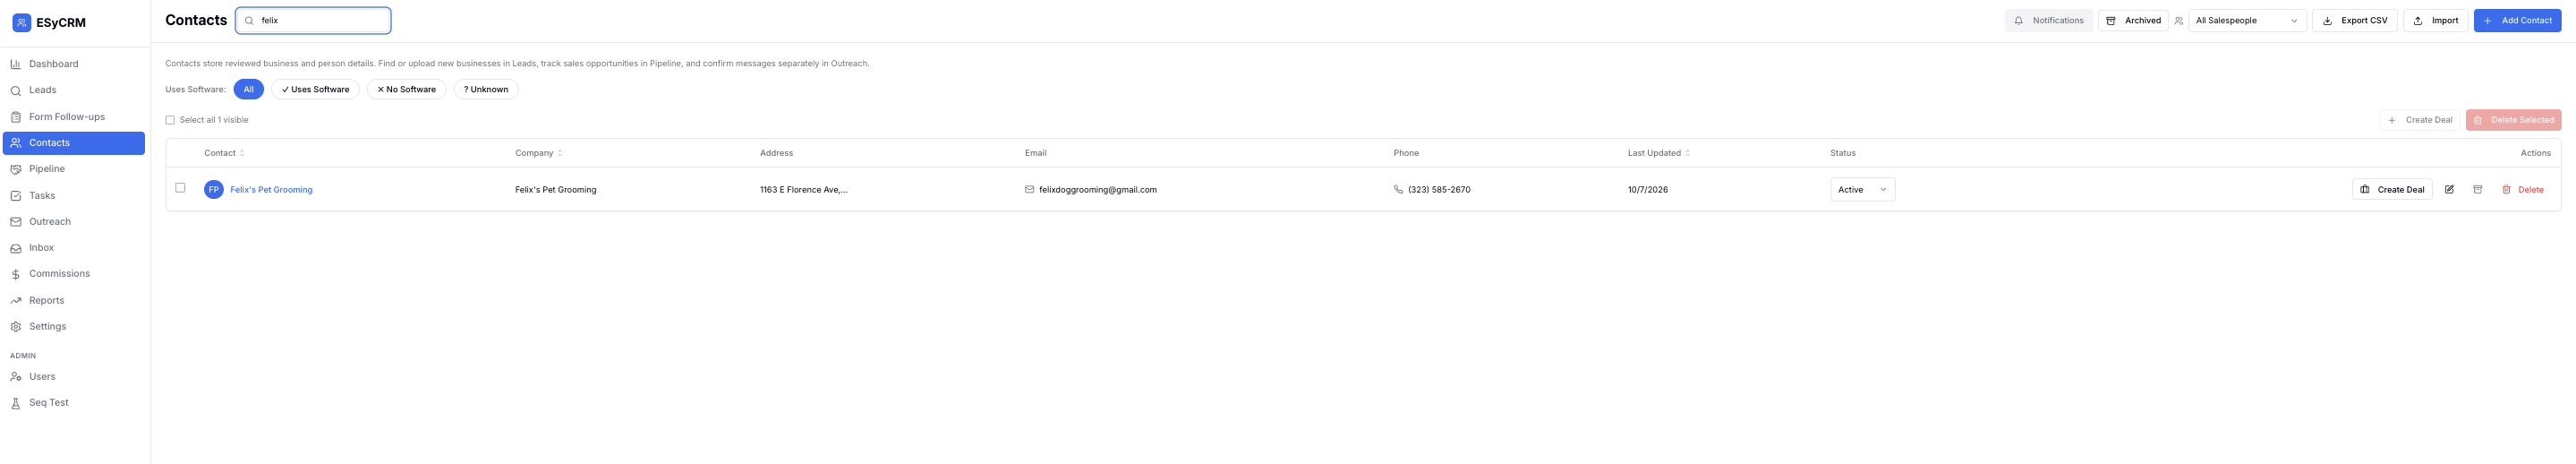 ESyCRM
Contacts
felix
Notifications
Archived
All Salespeople
Export CSV
Import
+ Add Contact
Dashboard
Leads
Form Follow-ups
Contacts
Pipeline
Tasks
Outreach
Inbox
Commissions
Reports
Settings
ADMIN
Users
Seq Test
Contacts store reviewed business and person details. Find or upload new businesses in Leads, track sales opportunities in Pipeline, and confirm messages separately in Outreach.
Uses Software: All ✓ Uses Software ✕ No Software ? Unknown
Select all 1 visible
+ Create Deal
Delete Selected
Contact Company Address Email Phone Last Updated Status Actions
FP Felix's Pet Grooming Felix's Pet Grooming 1163 E Florence Ave,... felixdoggrooming@gmail.com (323) 585-2670 10/7/2026 Active Create Deal Delete